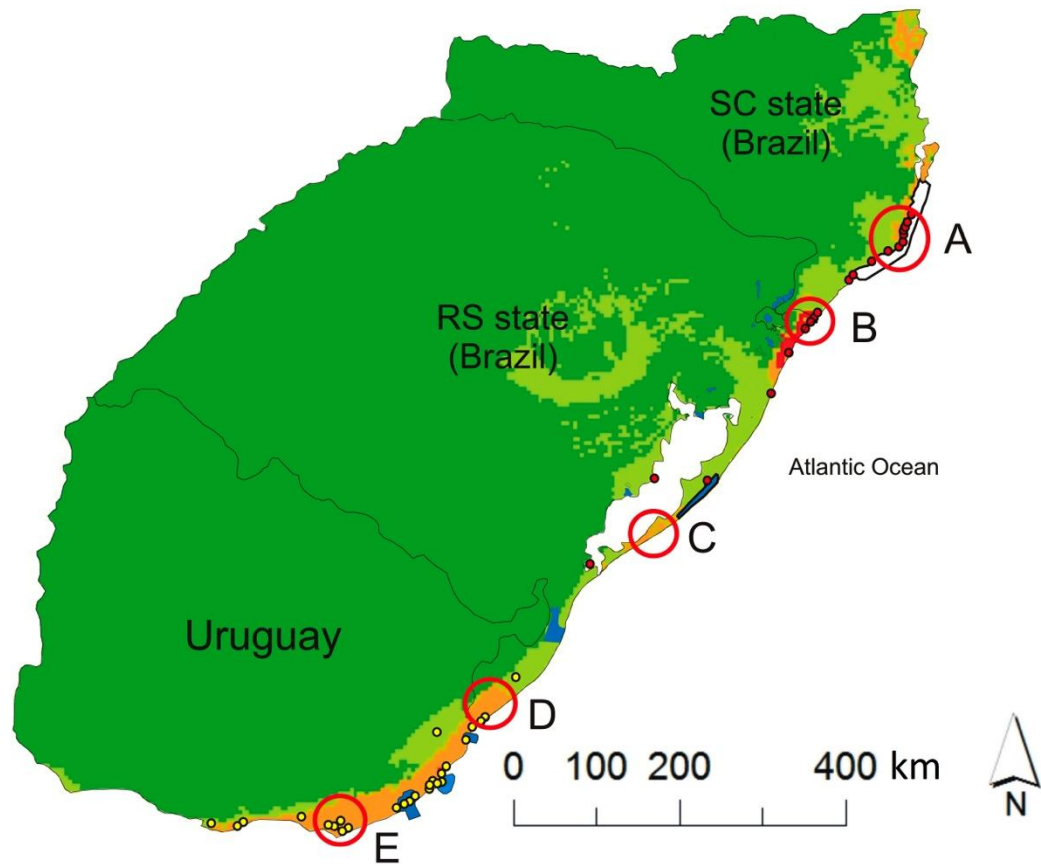 SC state
(Brazil)
A
RS state
(Brazil)
B
Atlantic Ocean
C
Uruguay
D
0 100 200 400 km
N
E